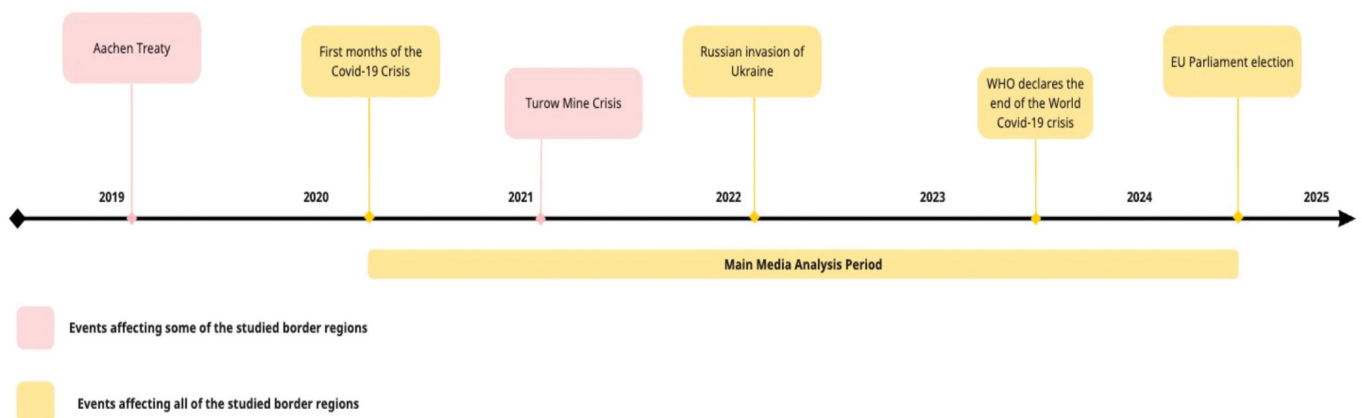 Aachen Treaty
First months of the
Covid-19 Crisis
Turow Mine Crisis
Russian invasion of
Ukraine
WHO declares the
end of the World
Covid-19 crisis
EU Parliament election
2019
2020
2021
2022
2023
2024
2025
Main Media Analysis Period
Events affecting some of the studied border regions
Events affecting all of the studied border regions